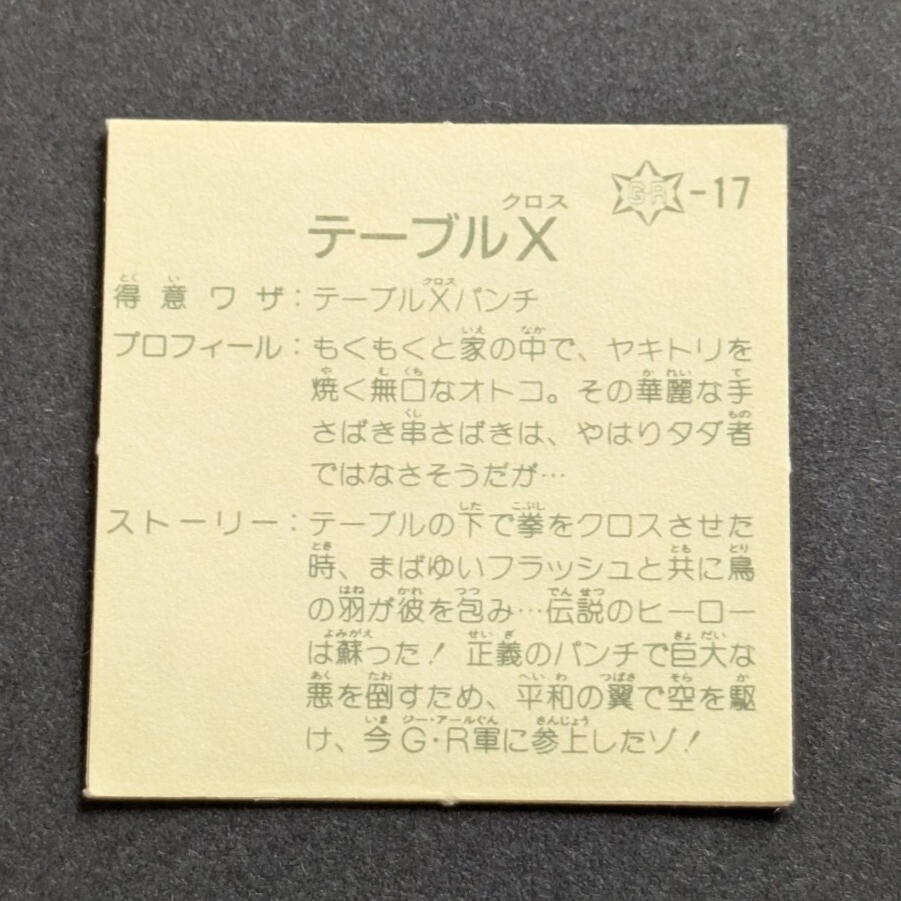 GR-17
テーブルX
クロス
得意ワザ：テーブルXパンチ
プロフィール：もくもくと家の中で、ヤキトリを
焼く無口なオトコ。その華麗な手
さばき串さばきは、やはりタダ者
ではなさそうだが…
ストーリー：テーブルの下で拳をクロスさせた
時、まばゆいフラッシュと共に鳥
の羽が彼を包み…伝説のヒーロー
は蘇った！正義のパンチで巨大な
悪を倒すため、平和の翼で空を駆
け、今G・R軍に参上したゾ！